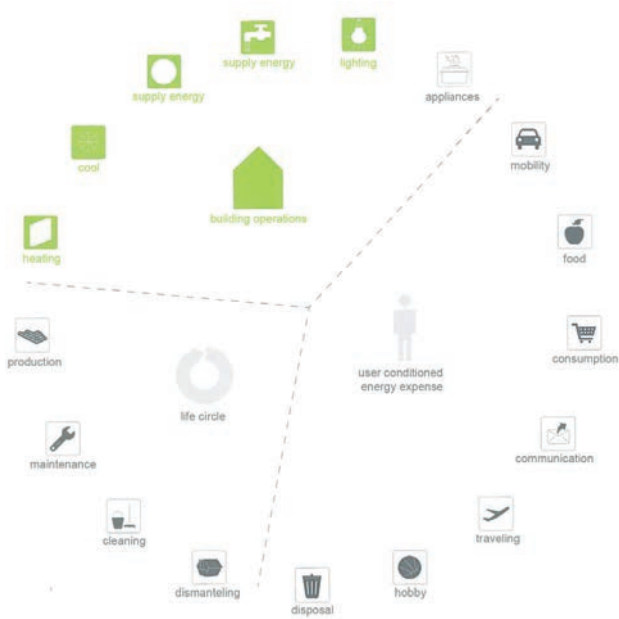 supply energy
lighting
supply energy
appliances
cool
mobility
building operations
heating
food
production
consumption
user conditioned
energy expense
life circle
maintenance
communication
cleaning
traveling
dismanteling
hobby
disposal